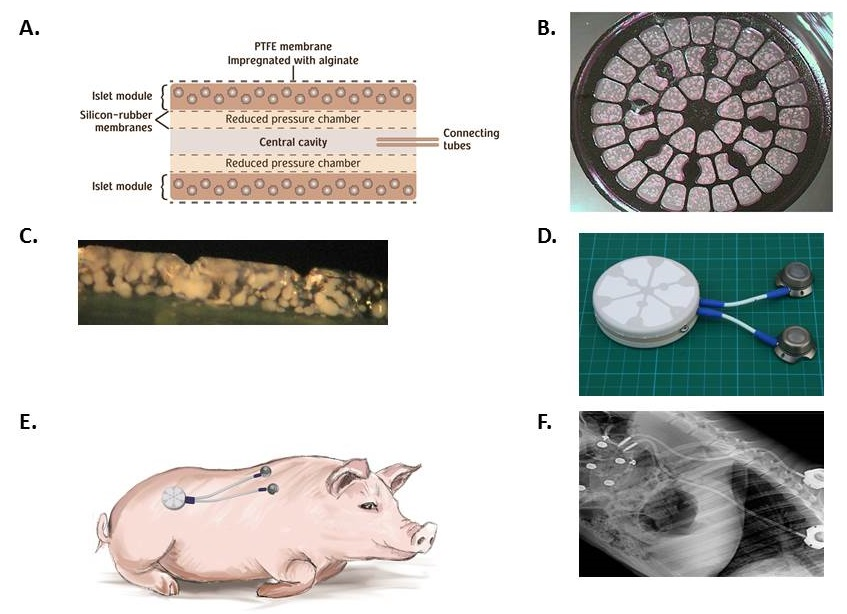 A.
PTFE membrane
Impregnated with alginate
Islet module
Silicon-rubber
membranes
Reduced pressure chamber
Central cavity
Connecting
tubes
Reduced pressure chamber
Islet module
B.
C.
D.
E.
F.